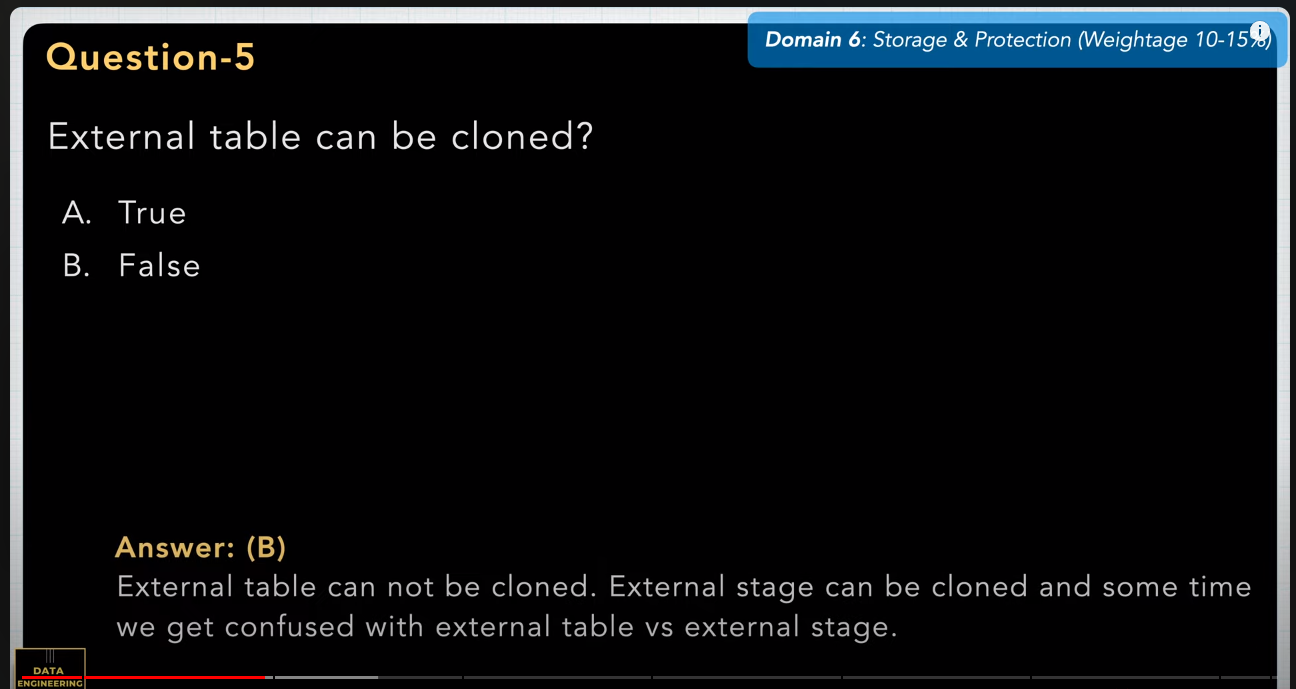 Question-5
Domain 6: Storage & Protection (Weightage 10-15%)
External table can be cloned?
A. True
B. False
Answer: (B)
External table can not be cloned. External stage can be cloned and some time
we get confused with external table vs external stage.
DATA
ENGINEERING